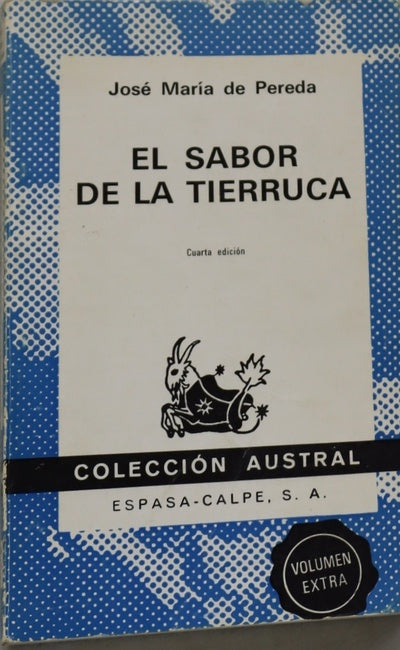 José María de Pereda
EL SABOR
DE LA TIERRUCA
Cuarta edición
COLECCIÓN AUSTRAL
ESPASA-CALPE, S. A.
VOLUMEN
EXTRA